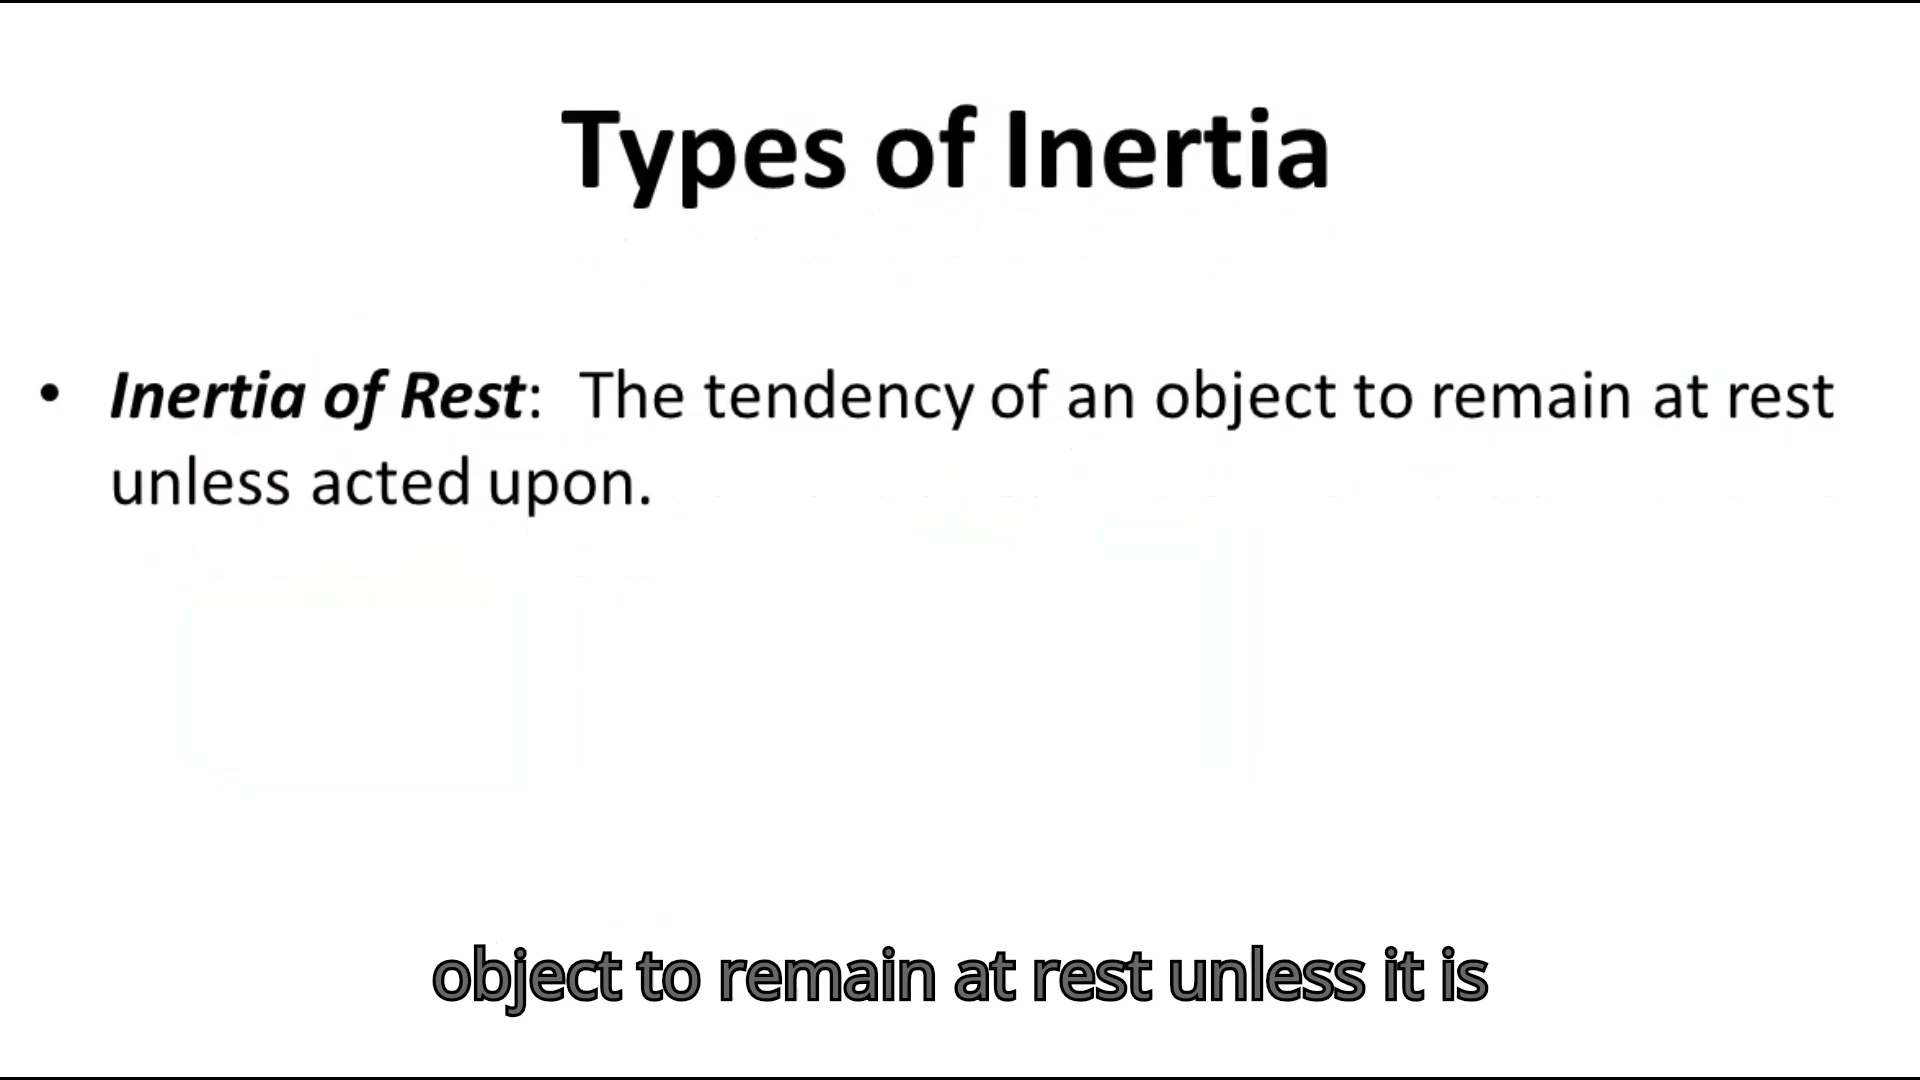 Types of Inertia
• Inertia of Rest: The tendency of an object to remain at rest
unless acted upon.
object to remain at rest unless it is